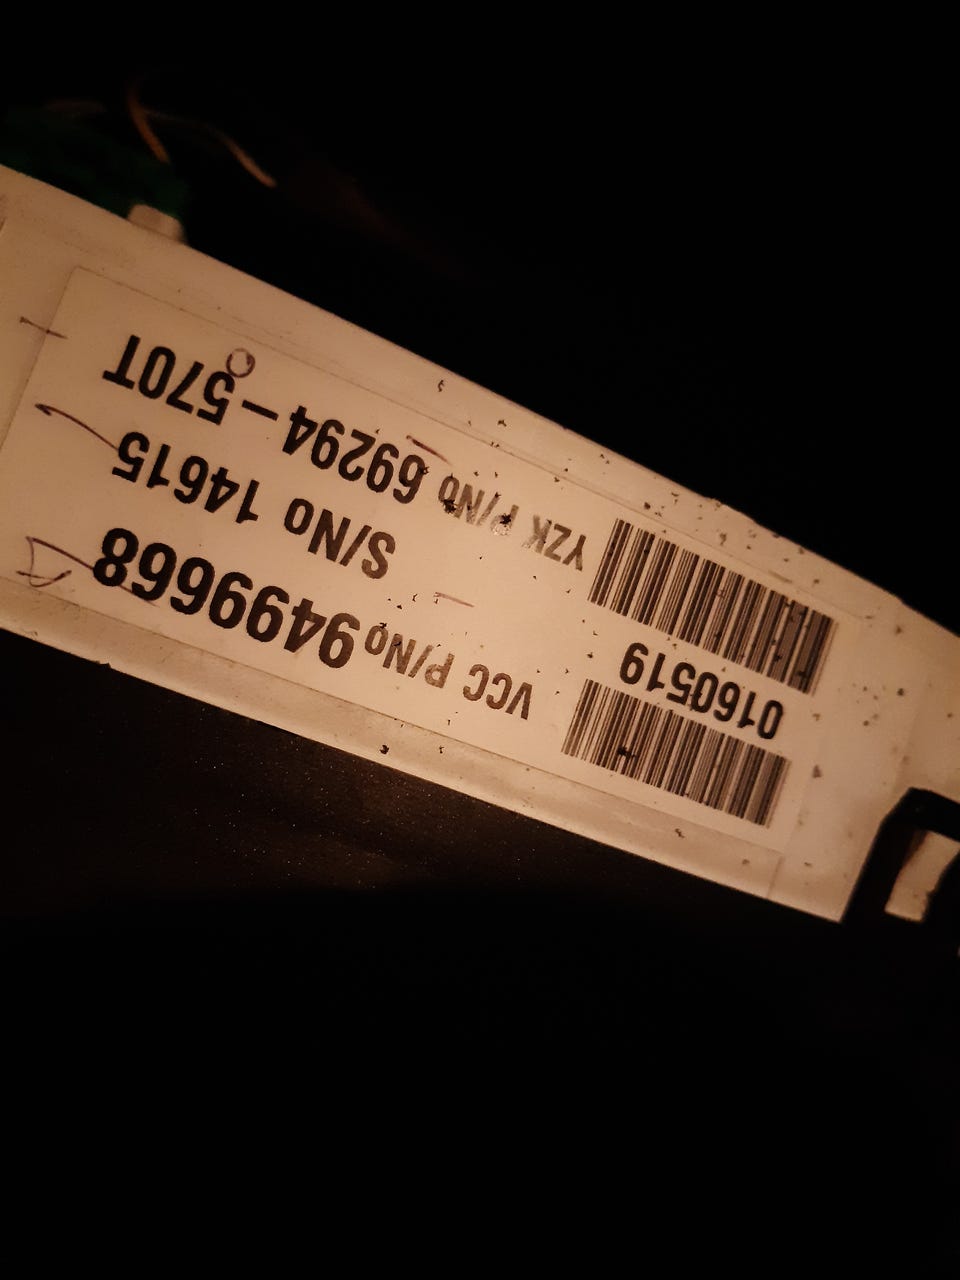 0160519
VCC P/No 9499668
S/No 14615
YZK P/No 69294-570T